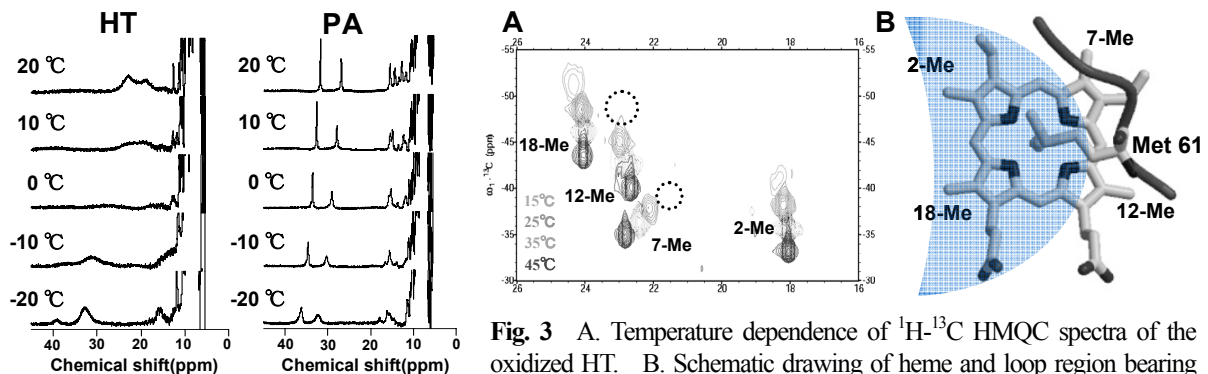 HT
PA
20 ℃
10 ℃
0 ℃
-10 ℃
-20 ℃
40 30 20 10 0
Chemical shift(ppm)
20 ℃
10 ℃
0 ℃
-10 ℃
-20 ℃
40 30 20 10 0
Chemical shift(ppm)
A
26 24 22 20 18 16
-55
-50
-45
-40
-35
-30
ω₁ - ¹³C (ppm)
18-Me
12-Me
7-Me
2-Me
15℃
25℃
35℃
45℃
26 24 22 20 18 16
B
7-Me
2-Me
Met 61
18-Me
12-Me
Fig. 3 A. Temperature dependence of ¹H-¹³C HMQC spectra of the
oxidized HT. B. Schematic drawing of heme and loop region bearing